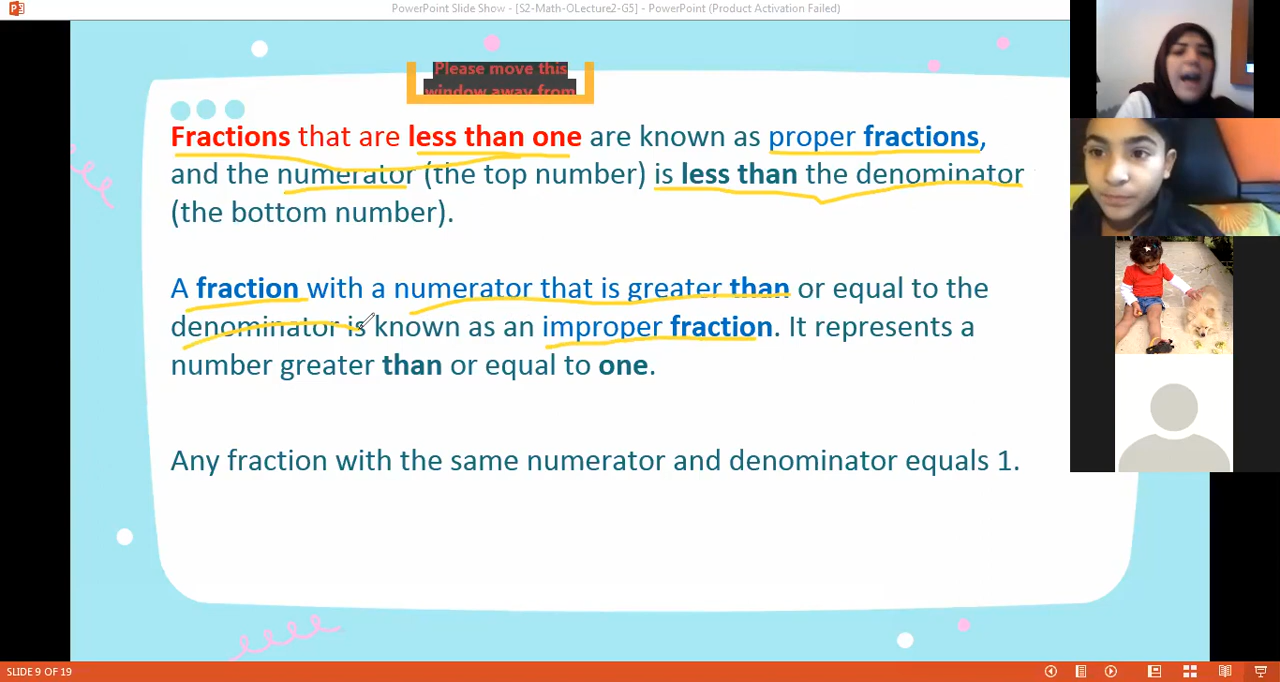 PowerPoint Slide Show - [S2-Math-OLecture2-G5] - PowerPoint (Product Activation Failed)
Please move this
window away from
Fractions that are less than one are known as proper fractions,
and the numerator (the top number) is less than the denominator
(the bottom number).
A fraction with a numerator that is greater than or equal to the
denominator is known as an improper fraction. It represents a
number greater than or equal to one.
Any fraction with the same numerator and denominator equals 1.
SLIDE 9 OF 19